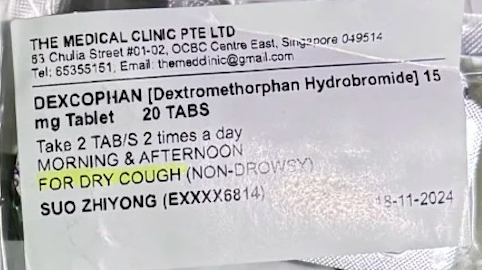 THE MEDICAL CLINIC PTE LTD
63 Chulia Street #01-02, OCBC Centre East, Singapore 049514
Tel: 65355151, Email: themeddinic@gmail.com
DEXCOPHAN [Dextromethorphan Hydrobromide] 15
mg Tablet 20 TABS
Take 2 TAB/S 2 times a day
MORNING & AFTERNOON
FOR DRY COUGH (NON-DROWSY)
SUO ZHIYONG (EXXXX6814)
18-11-2024